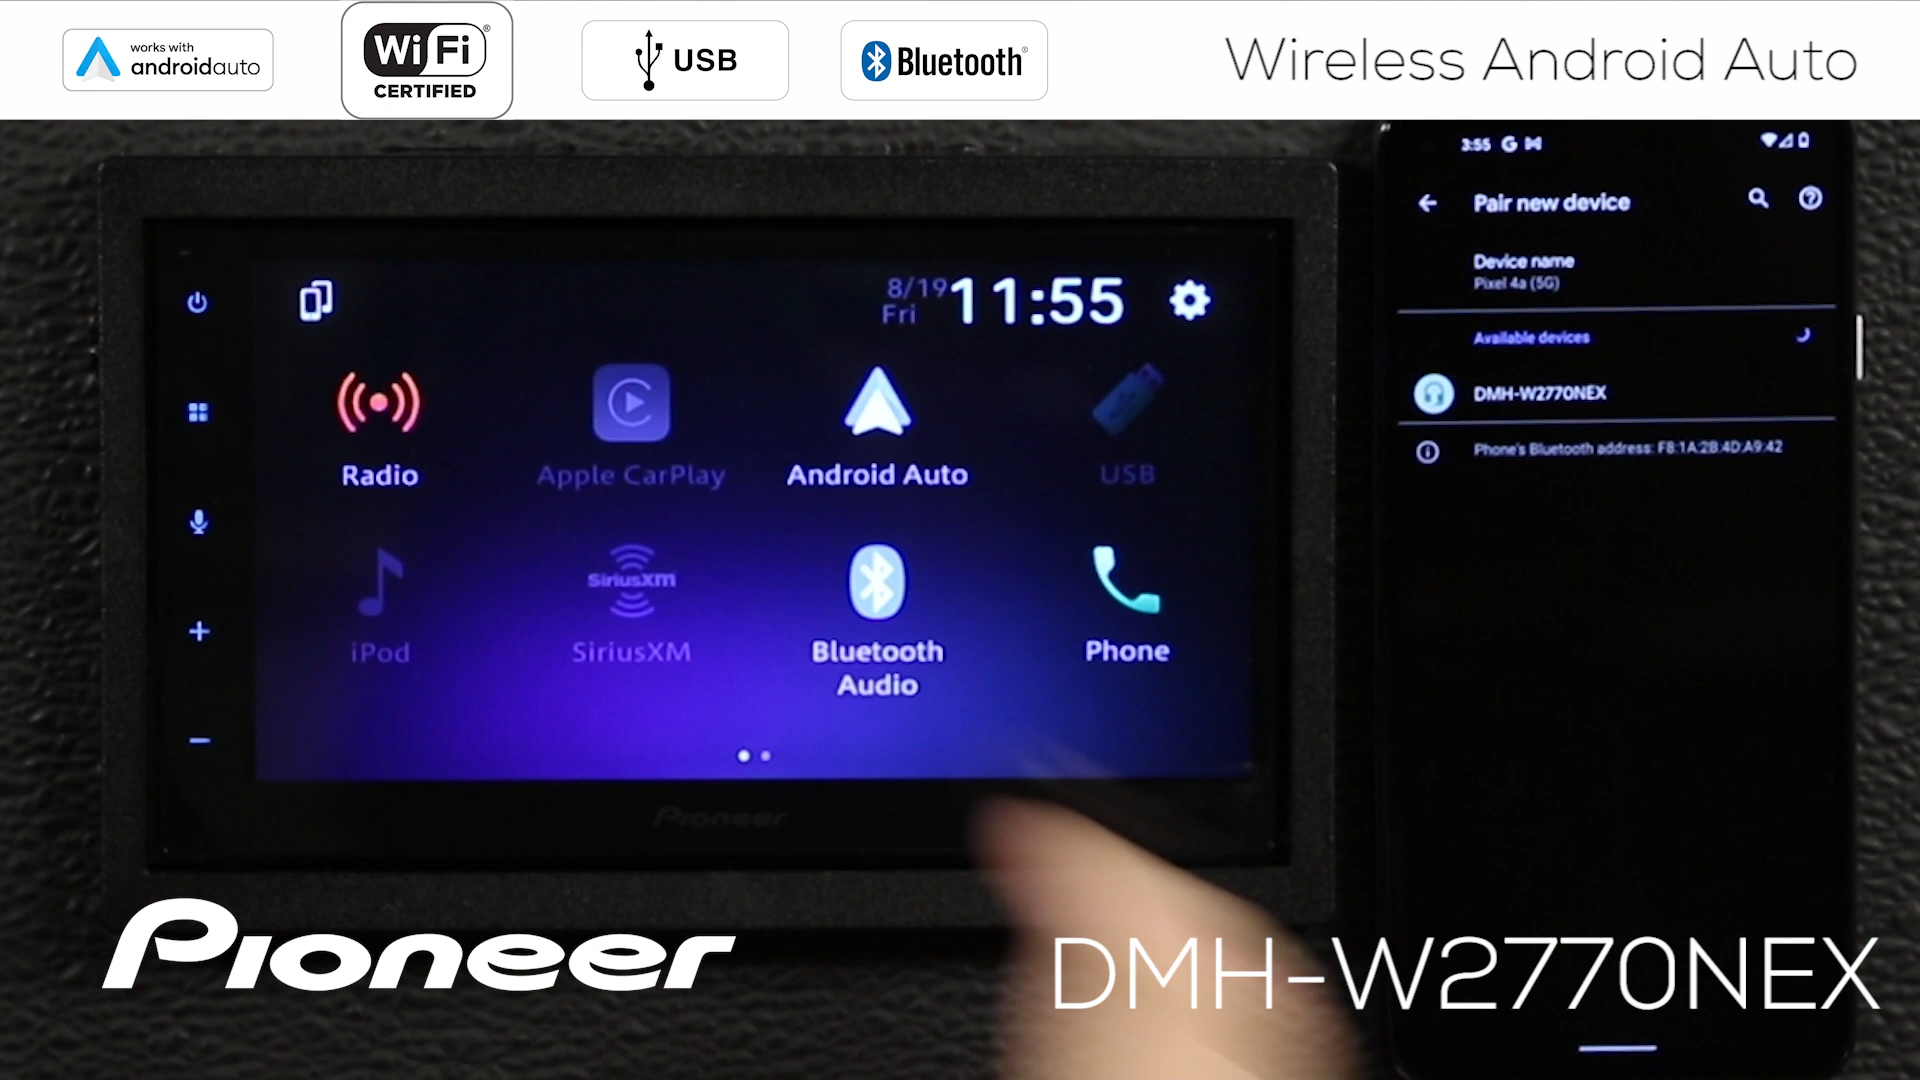 works with
androidauto
WiFi®
CERTIFIED
USB
Bluetooth®
Wireless Android Auto
3:55 G M
Pair new device
Device name
Pixel 4a (5G)
Available devices
DMH-W2770NEX
Phone's Bluetooth address: F8:1A:2B:4D:A9:42
8/19
Fri
11:55
Radio
Apple CarPlay
Android Auto
USB
SiriusXM
iPod
SiriusXM
Bluetooth
Audio
Phone
Pioneer
Pioneer
DMH-W2770NEX